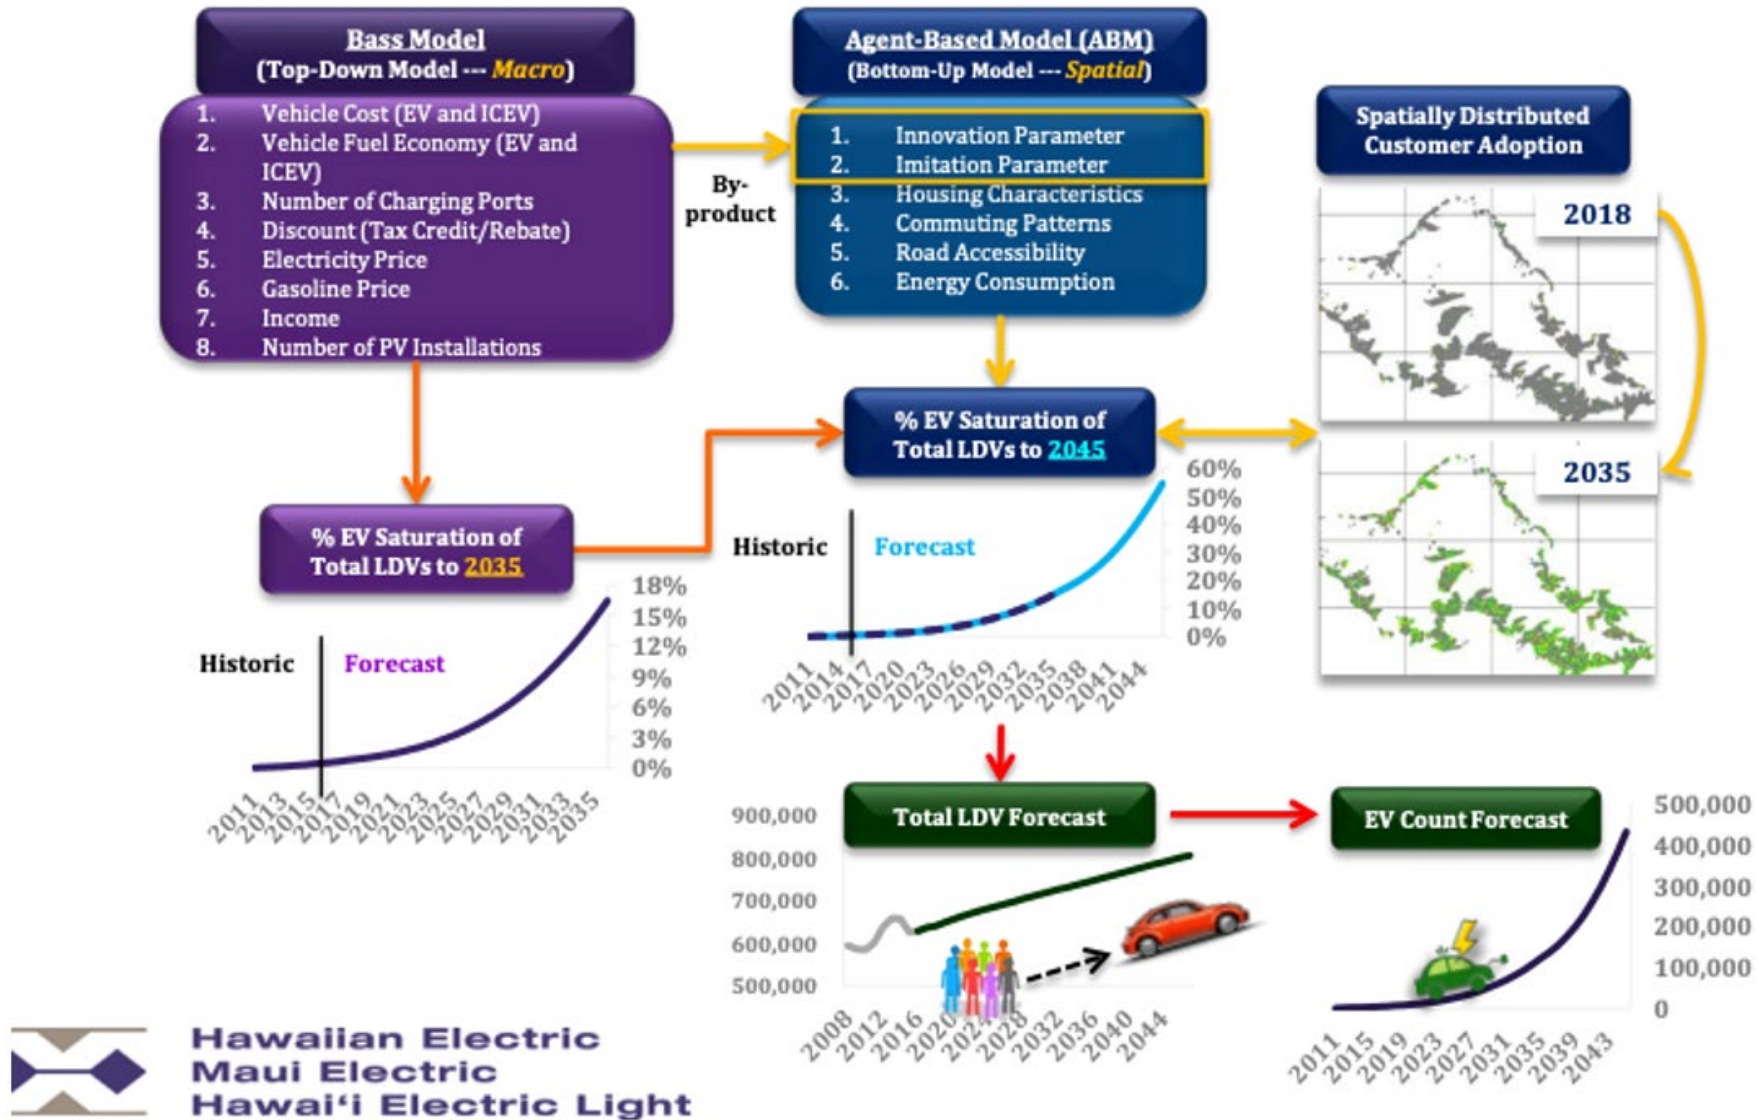 Bass Model
(Top-Down Model --- Macro)
1. Vehicle Cost (EV and ICEV)
2. Vehicle Fuel Economy (EV and
ICEV)
3. Number of Charging Ports
4. Discount (Tax Credit/Rebate)
5. Electricity Price
6. Gasoline Price
7. Income
8. Number of PV Installations
By-
product
Agent-Based Model (ABM)
(Bottom-Up Model --- Spatial)
1. Innovation Parameter
2. Imitation Parameter
3. Housing Characteristics
4. Commuting Patterns
5. Road Accessibility
6. Energy Consumption
Spatially Distributed
Customer Adoption
2018
2035
% EV Saturation of
Total LDVs to 2045
60%
50%
40%
30%
20%
10%
0%
Historic
Forecast
2011
2014
2017
2020
2023
2026
2029
2032
2035
2038
2041
2044
% EV Saturation of
Total LDVs to 2035
18%
15%
12%
9%
6%
3%
0%
Historic
Forecast
2011
2013
2015
2017
2019
2021
2023
2025
2027
2029
2031
2033
2035
Total LDV Forecast
900,000
800,000
700,000
600,000
500,000
2008
2012
2016
2020
2024
2028
2032
2036
2040
2044
EV Count Forecast
500,000
400,000
300,000
200,000
100,000
0
2011
2015
2019
2023
2027
2031
2035
2039
2043
Hawaiian Electric
Maui Electric
Hawai‘i Electric Light